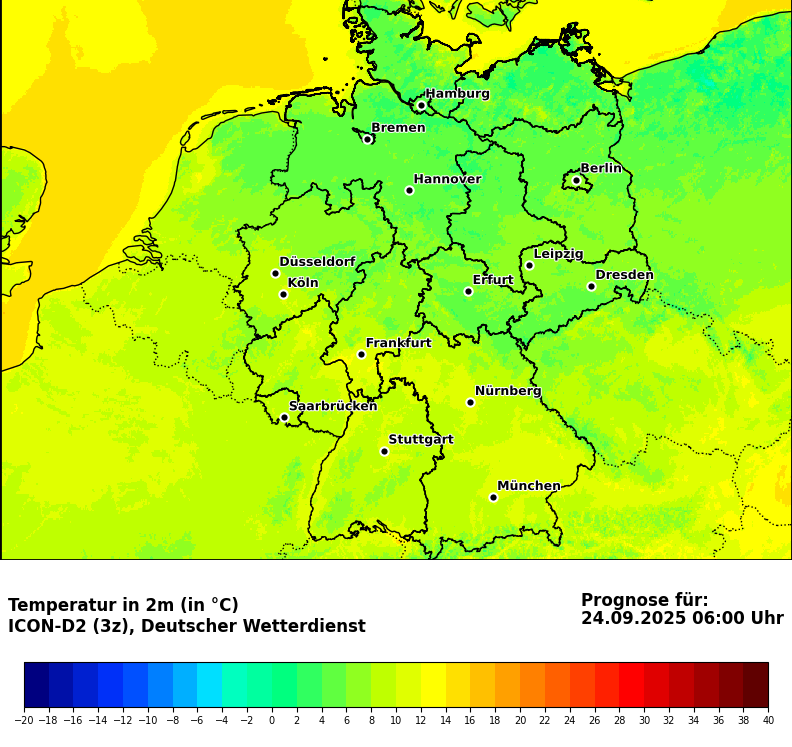 Hamburg
Bremen
Berlin
Hannover
Leipzig
Düsseldorf
Dresden
Köln
Erfurt
Frankfurt
Nürnberg
Saarbrücken
Stuttgart
München
Temperatur in 2m (in °C)
ICON-D2 (3z), Deutscher Wetterdienst
Prognose für:
24.09.2025 06:00 Uhr
−20 −18 −16 −14 −12 −10 −8 −6 −4 −2 0 2 4 6 8 10 12 14 16 18 20 22 24 26 28 30 32 34 36 38 40